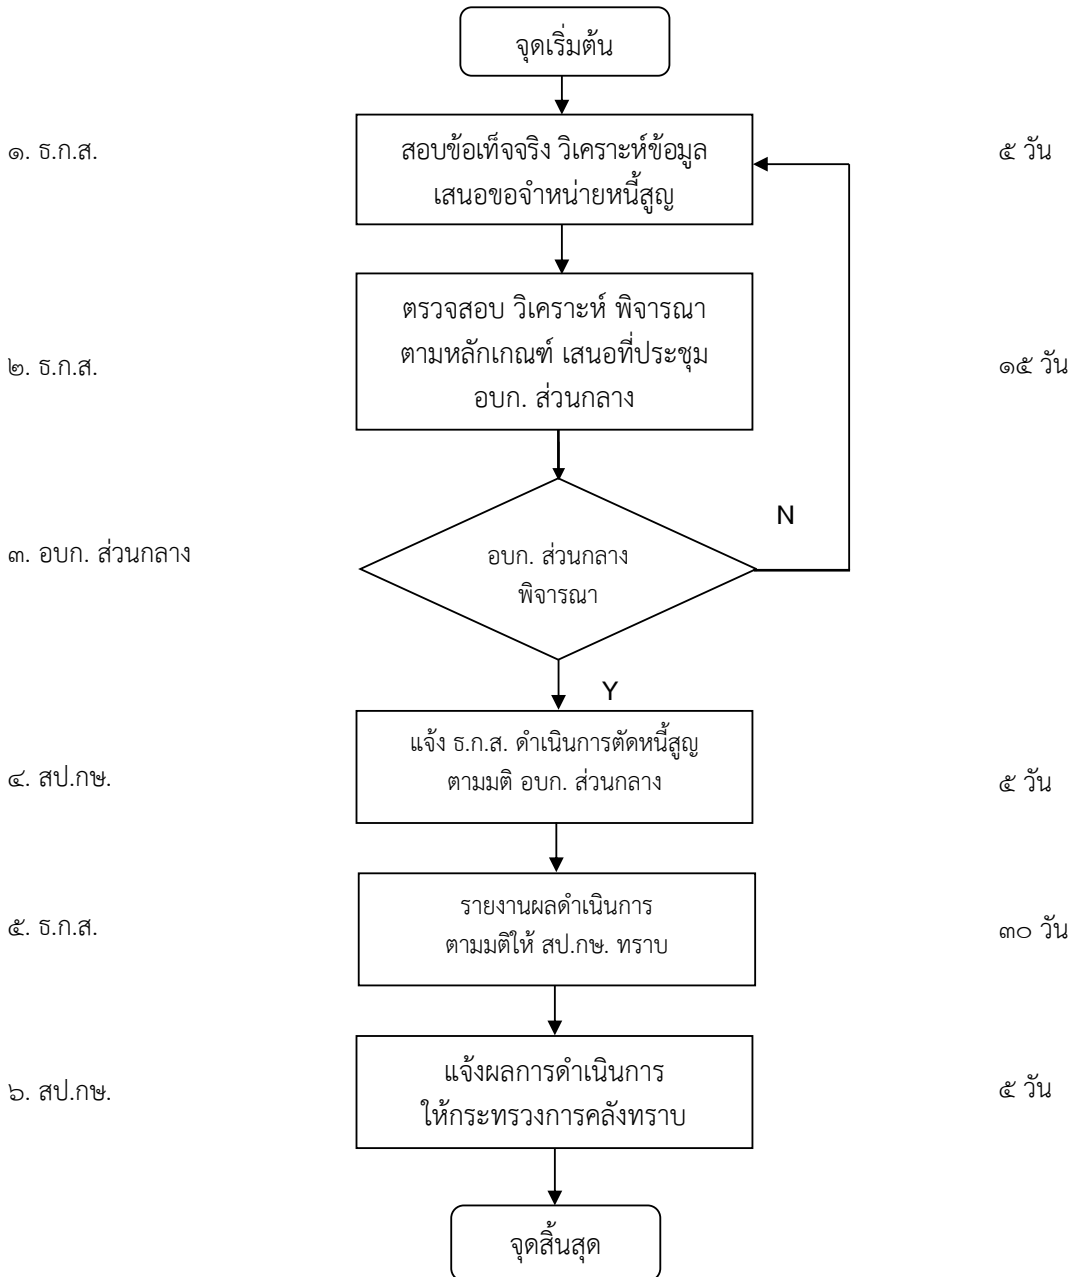 จุดเริ่มต้น
๑. ธ.ก.ส.
สอบข้อเท็จจริง วิเคราะห์ข้อมูล
เสนอขอจำหน่ายหนี้สูญ
๕ วัน
๒. ธ.ก.ส.
ตรวจสอบ วิเคราะห์ พิจารณา
ตามหลักเกณฑ์ เสนอที่ประชุม
อบก. ส่วนกลาง
๑๕ วัน
๓. อบก. ส่วนกลาง
อบก. ส่วนกลาง
พิจารณา
N
Y
๔. สป.กษ.
แจ้ง ธ.ก.ส. ดำเนินการตัดหนี้สูญ
ตามมติ อบก. ส่วนกลาง
๕ วัน
๕. ธ.ก.ส.
รายงานผลดำเนินการ
ตามมติให้ สป.กษ. ทราบ
๓๐ วัน
๖. สป.กษ.
แจ้งผลการดำเนินการ
ให้กระทรวงการคลังทราบ
๕ วัน
จุดสิ้นสุด